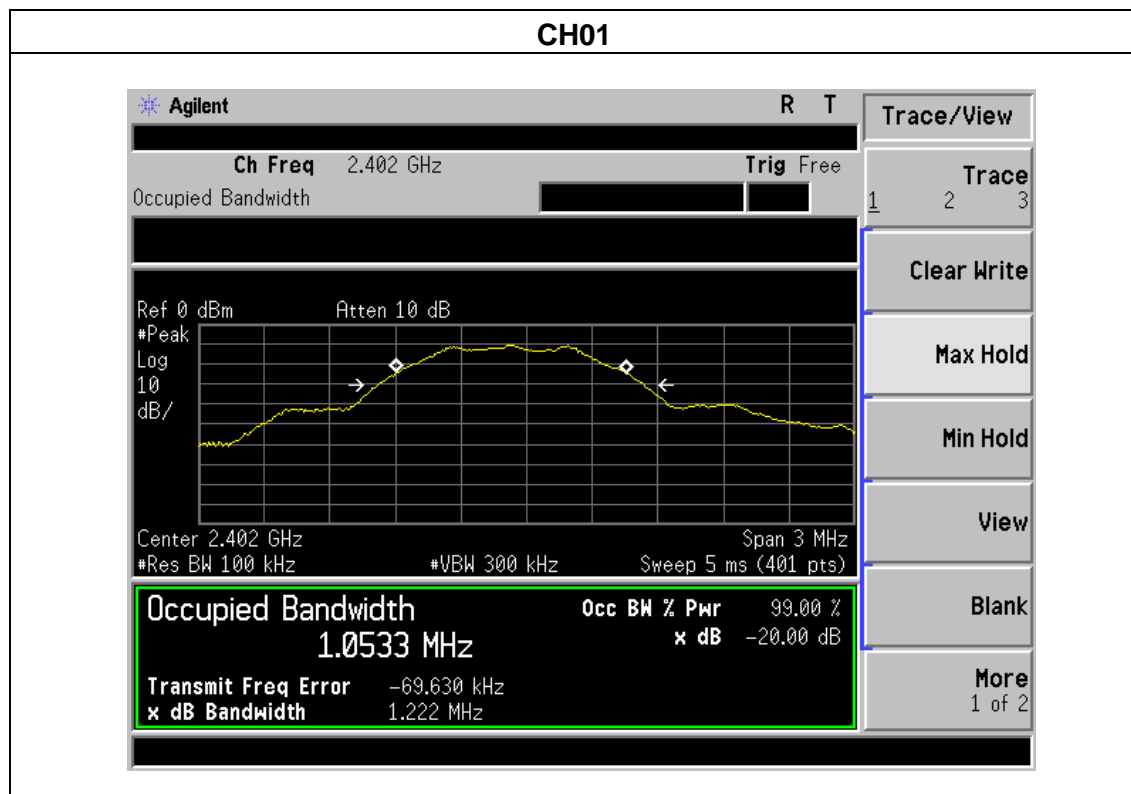 CH01
Agilent R T
Trace/View
Ch Freq 2.402 GHz Trig Free
Occupied Bandwidth
Trace
1 2 3
Clear Write
Ref 0 dBm Atten 10 dB
#Peak
Log
10
dB/
Max Hold
Min Hold
View
Center 2.402 GHz Span 3 MHz
#Res BW 100 kHz #VBW 300 kHz Sweep 5 ms (401 pts)
Occupied Bandwidth Occ BW % Pwr 99.00 %
1.0533 MHz x dB -20.00 dB
Blank
Transmit Freq Error -69.630 kHz
x dB Bandwidth 1.222 MHz
More
1 of 2